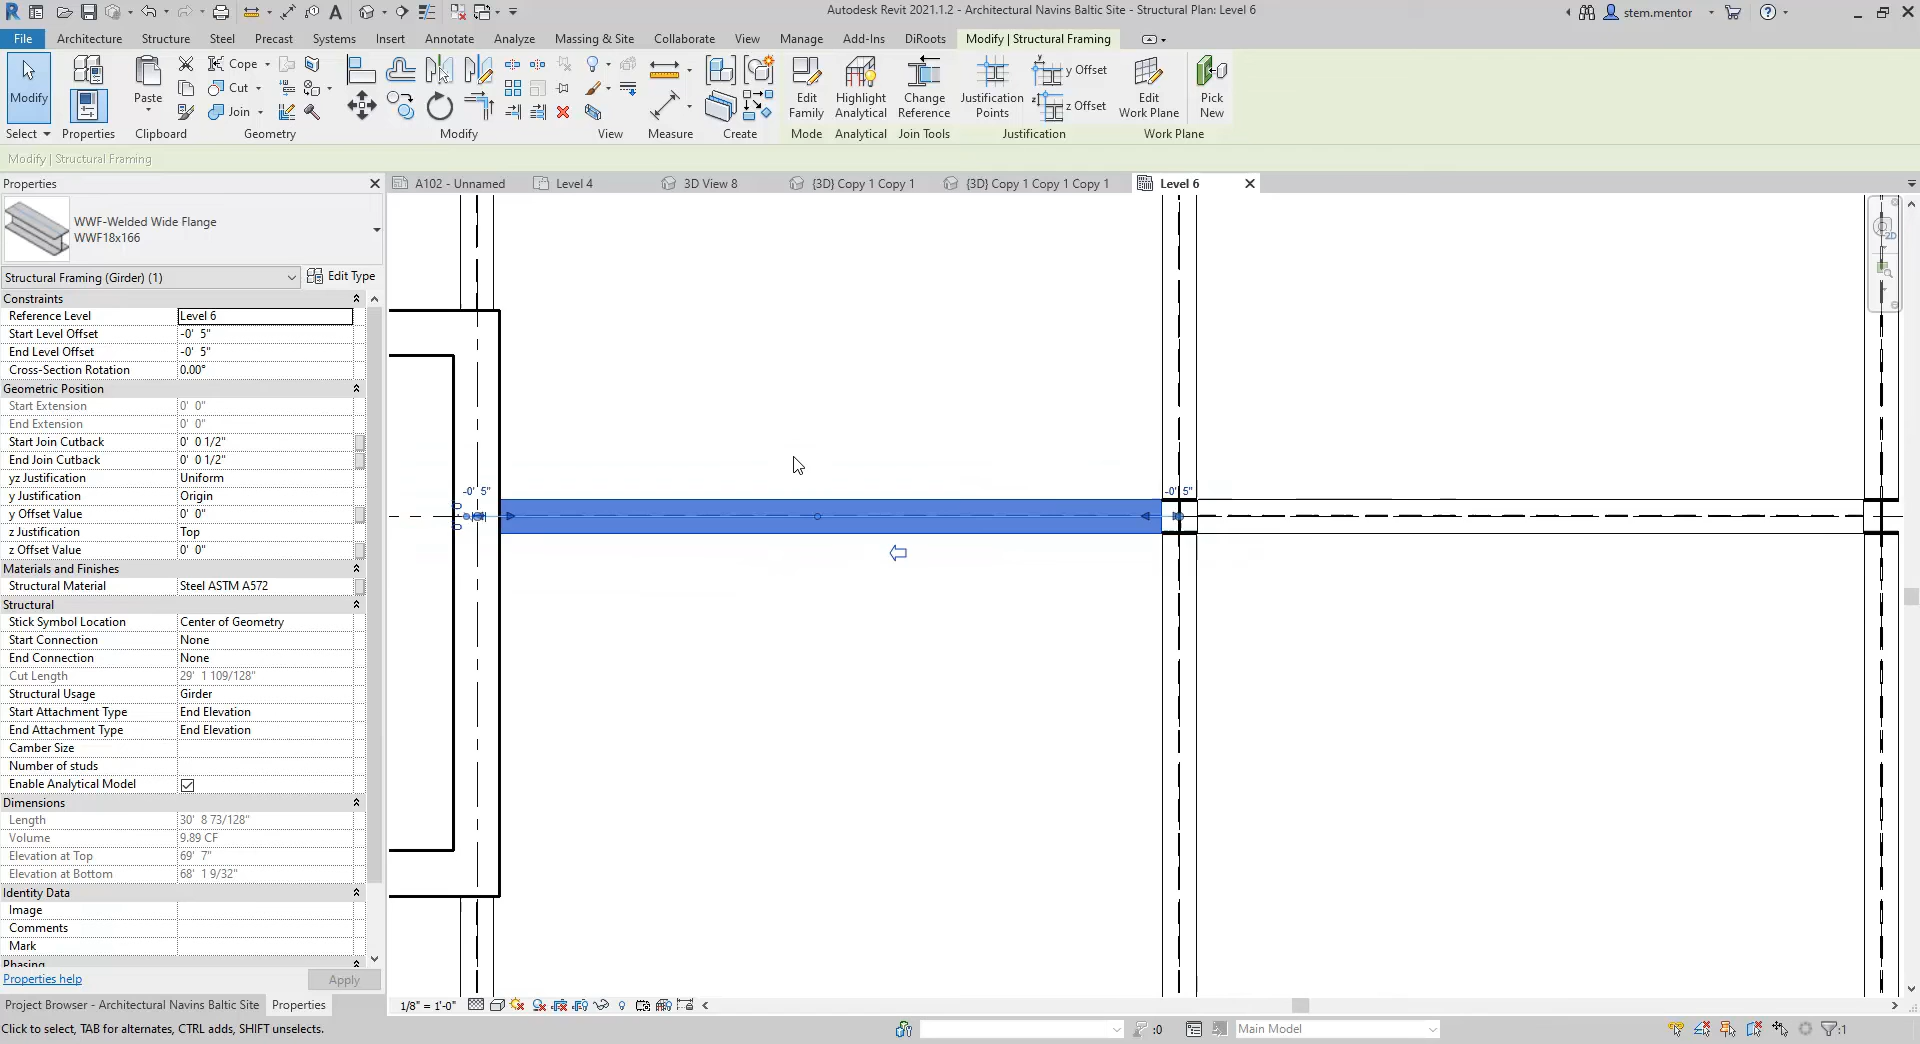 Autodesk Revit 2021.1.2 - Architectural Navins Baltic Site - Structural Plan: Level 6
stem.mentor
File Architecture Structure Steel Precast Systems Insert Annotate Analyze Massing & Site Collaborate View Manage Add-Ins DiRoots Modify | Structural Framing
Modify
Paste
Cope
Cut
Join
Edit Family
Highlight Analytical
Change Reference
Justification Points
y Offset
z Offset
Edit Work Plane
Pick New
Select Properties Clipboard Geometry Modify View Measure Create Mode Analytical Join Tools Justification Work Plane
Modify | Structural Framing
Properties
A102 - Unnamed
Level 4
3D View 8
{3D} Copy 1 Copy 1
{3D} Copy 1 Copy 1 Copy 1
Level 6
WWF-Welded Wide Flange
WWF18x166
Structural Framing (Girder) (1)
Edit Type
Constraints
Reference Level Level 6
Start Level Offset -0' 5"
End Level Offset -0' 5"
Cross-Section Rotation 0.00°
Geometric Position
Start Extension 0' 0"
End Extension 0' 0"
Start Join Cutback 0' 0 1/2"
End Join Cutback 0' 0 1/2"
yz Justification Uniform
y Justification Origin
y Offset Value 0' 0"
z Justification Top
z Offset Value 0' 0"
Materials and Finishes
Structural Material Steel ASTM A572
Structural
Stick Symbol Location Center of Geometry
Start Connection None
End Connection None
Cut Length 29' 1 109/128"
Structural Usage Girder
Start Attachment Type End Elevation
End Attachment Type End Elevation
Camber Size
Number of studs
Enable Analytical Model
Dimensions
Length 30' 8 73/128"
Volume 9.89 CF
Elevation at Top 69' 7"
Elevation at Bottom 68' 1 9/32"
Identity Data
Image
Comments
Mark
Phasing
Properties help
Apply
-0' 5"
-0' 5"
2D
Project Browser - Architectural Navins Baltic Site Properties
1/8" = 1'-0"
Click to select, TAB for alternates, CTRL adds, SHIFT unselects.
:0
Main Model
:1